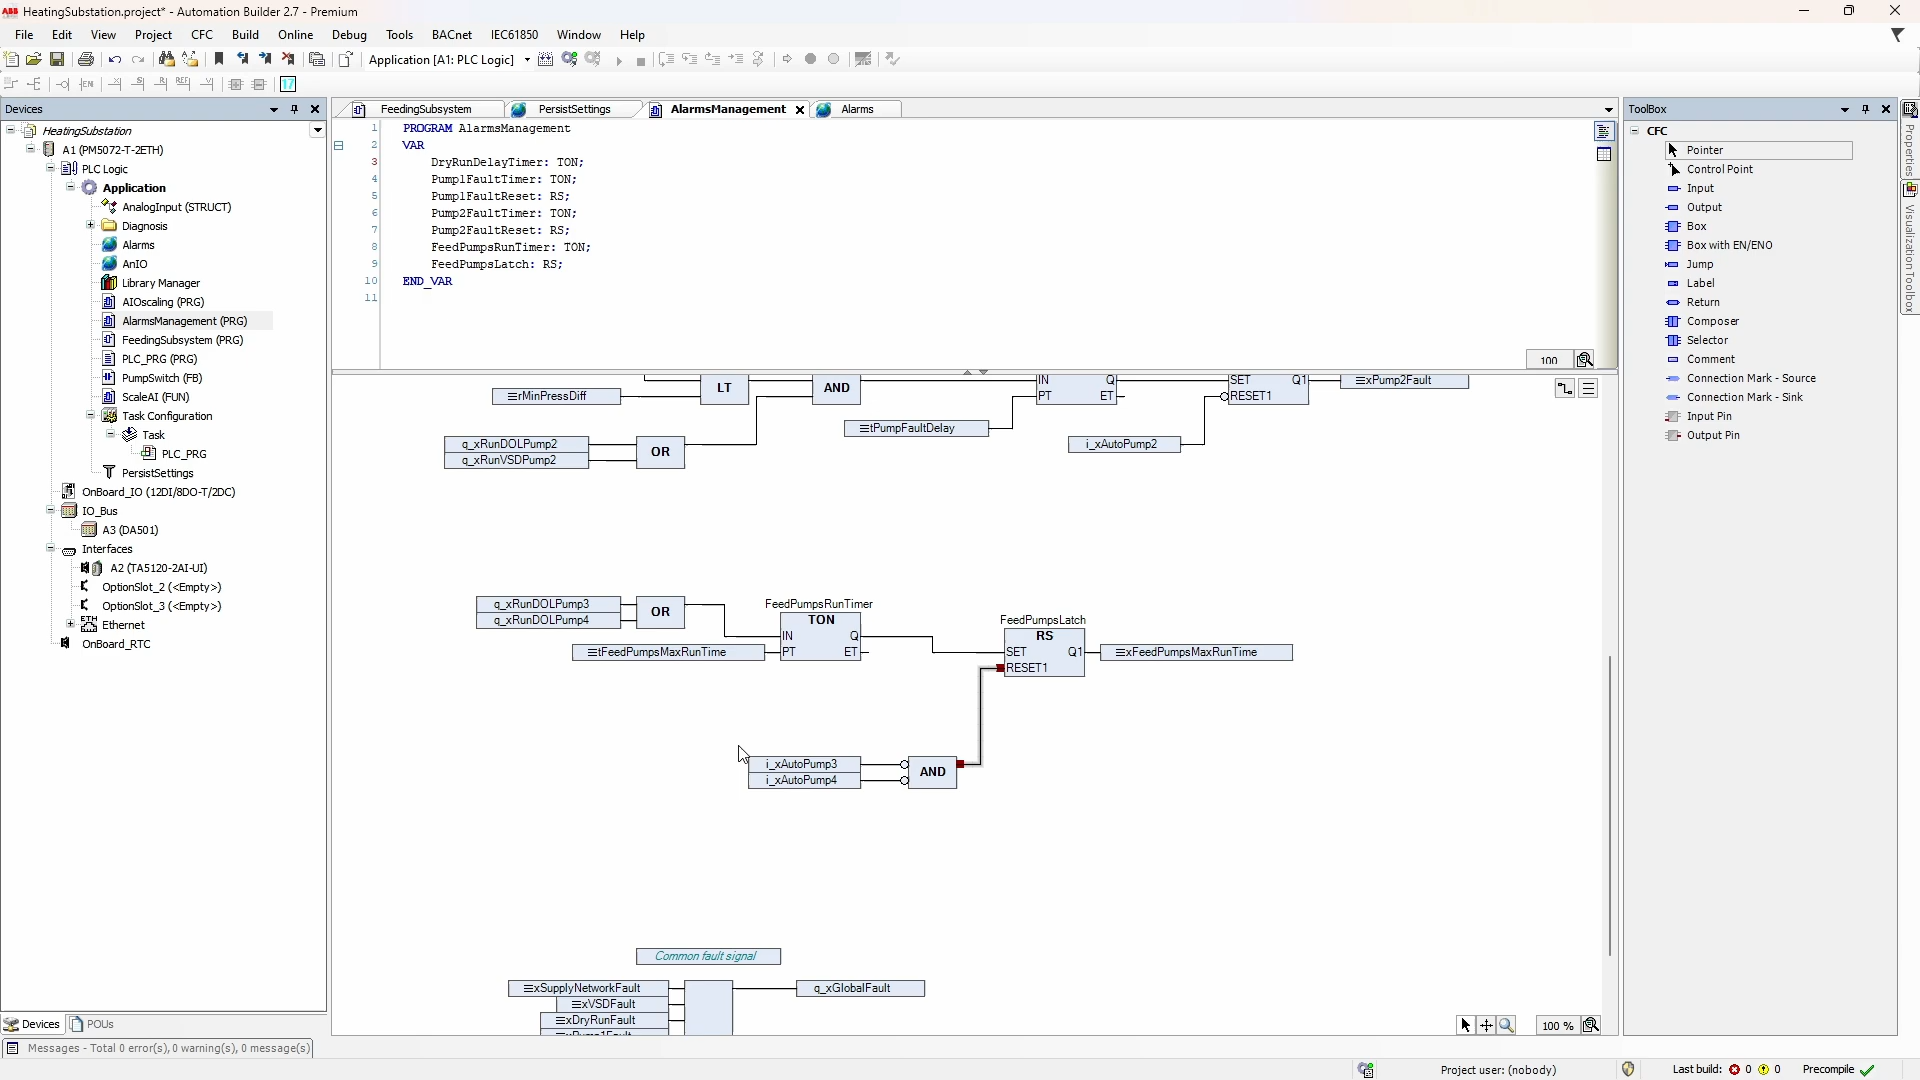 ABB HeatingSubstation.project* - Automation Builder 2.7 - Premium
File Edit View Project CFC Build Online Debug Tools BACnet IEC61850 Window Help
Application [A1: PLC Logic]
17
Devices
HeatingSubstation
A1 (PM5072-T-2ETH)
PLC Logic
Application
AnalogInput (STRUCT)
Diagnosis
Alarms
AnIO
Library Manager
AIOscaling (PRG)
AlarmsManagement (PRG)
FeedingSubsystem (PRG)
PLC_PRG (PRG)
PumpSwitch (FB)
ScaleAI (FUN)
Task Configuration
Task
PLC_PRG
PersistSettings
OnBoard_IO (12DI/8DO-T/2DC)
IO_Bus
A3 (DA501)
Interfaces
A2 (TA5120-2AI-UI)
OptionSlot_2 (<Empty>)
OptionSlot_3 (<Empty>)
ETH Ethernet
OnBoard_RTC
Devices POUs
Messages - Total 0 error(s), 0 warning(s), 0 message(s)
FeedingSubsystem PersistSettings AlarmsManagement Alarms
1 PROGRAM AlarmsManagement
2 VAR
3 DryRunDelayTimer: TON;
4 Pump1FaultTimer: TON;
5 Pump1FaultReset: RS;
6 Pump2FaultTimer: TON;
7 Pump2FaultReset: RS;
8 FeedPumpsRunTimer: TON;
9 FeedPumpsLatch: RS;
10 END_VAR
11
100
IN Q SET Q1 xPump2Fault
rMinPressDiff LT AND PT ET RESET1
tPumpFaultDelay
q_xRunDOLPump2 OR i_xAutoPump2
q_xRunVSDPump2
q_xRunDOLPump3 OR FeedPumpsRunTimer
q_xRunDOLPump4 TON FeedPumpsLatch
IN Q RS
tFeedPumpsMaxRunTime PT ET SET Q1 xFeedPumpsMaxRunTime
RESET1
i_xAutoPump3 AND
i_xAutoPump4
Common fault signal
xSupplyNetworkFault q_xGlobalFault
xVSDFault
xDryRunFault
xPump1Fault
100 %
ToolBox
CFC
Pointer
Control Point
Input
Output
Box
Box with EN/ENO
Jump
Label
Return
Composer
Selector
Comment
Connection Mark - Source
Connection Mark - Sink
Input Pin
Output Pin
Properties
Visualization Toolbox
Project user: (nobody) Last build: 0 0 Precompile